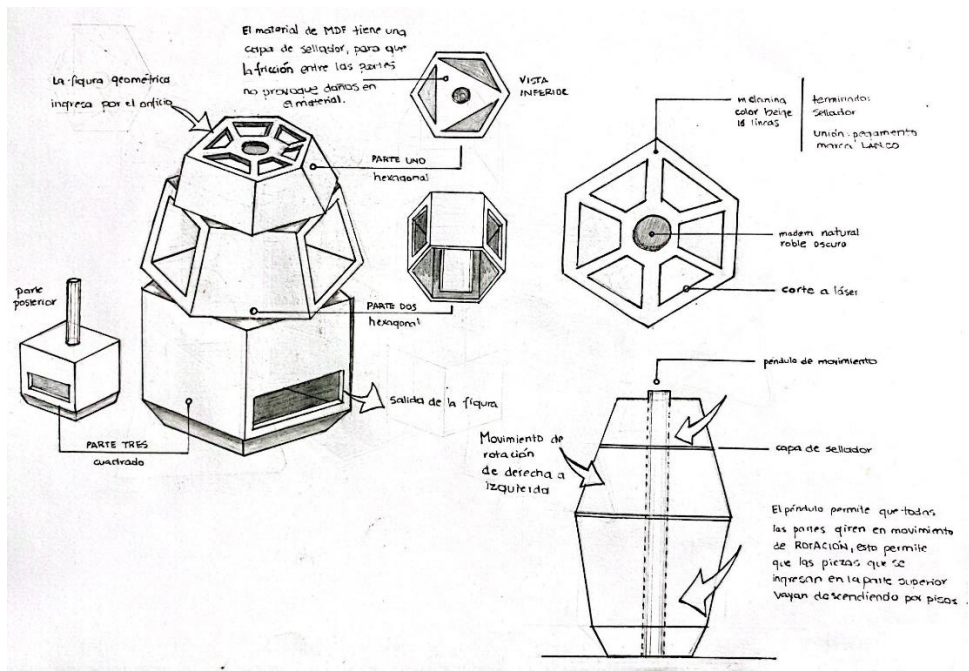 El material de MDF tiene una
capa de sellador, para que
la fricción entre las partes
no provoque daños en
el material.
La figura geométrica
ingresa por el orificio
VISTA
INFERIOR
PARTE UNO
hexagonal
parte
posterior
PARTE DOS
hexagonal
salida de la figura
PARTE TRES
cuadrado
melanina
color beige
18 líneas
terminado:
sellador
Unión: pegamento
marca LANCO
madera natural
roble oscuro
corte a láser
péndulo de movimiento
Movimiento de
rotación
de derecha a
izquierda
capa de sellador
El péndulo permite que todas
las partes giren en movimiento
de ROTACIÓN, esto permite
que las piezas que se
ingresan en la parte superior
vayan descendiendo por pisos.